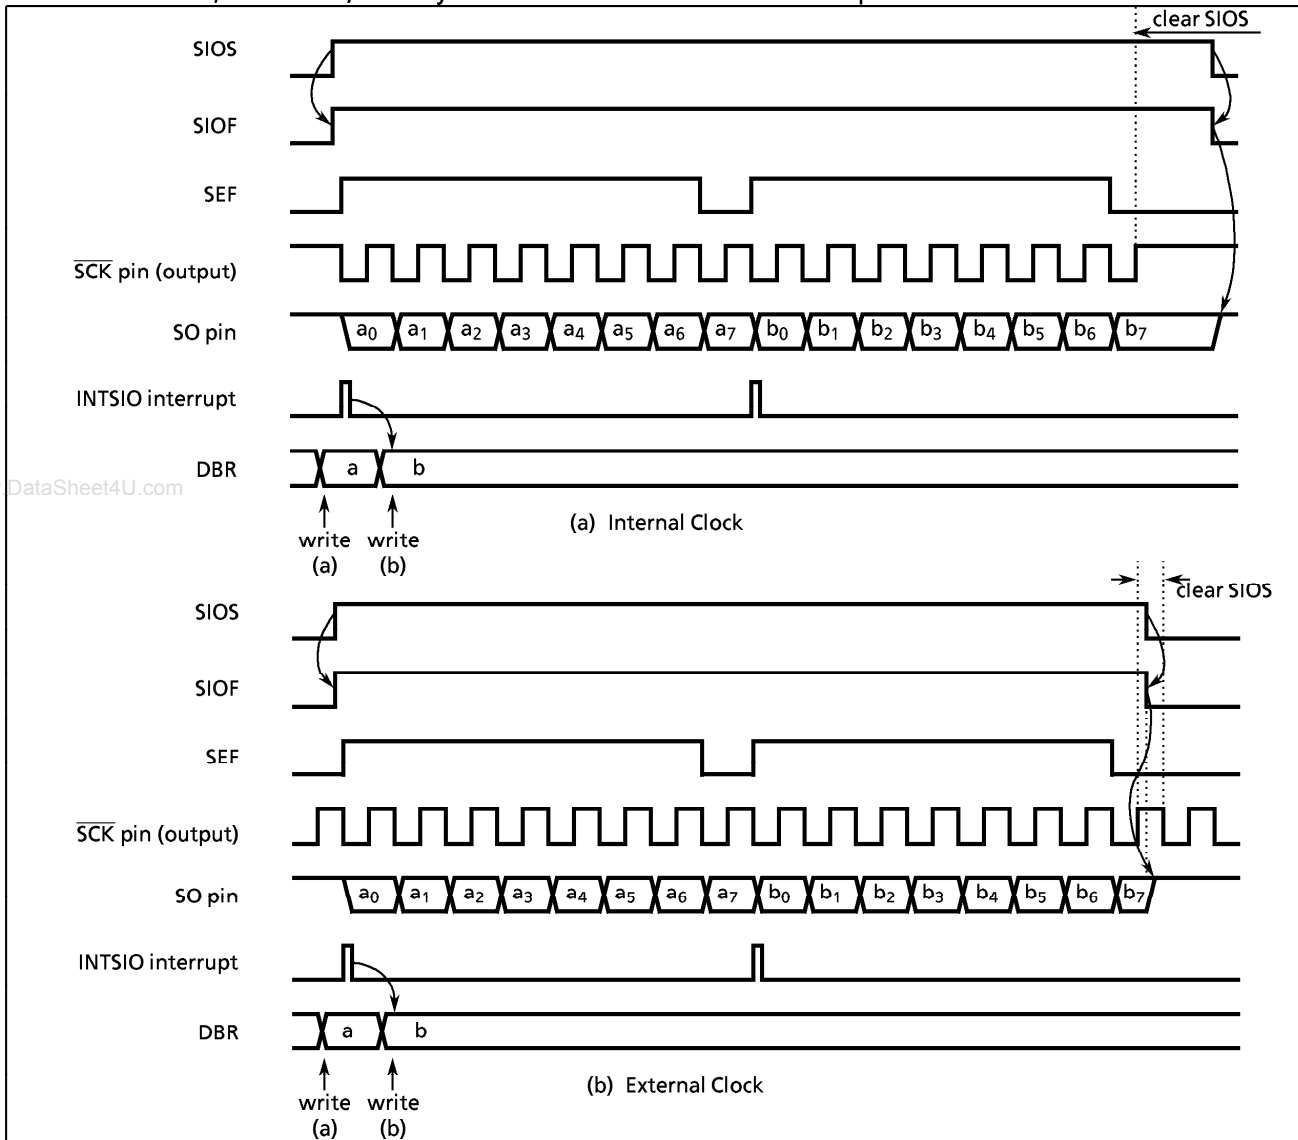 clear SIOS
SIOS
SIOF
SEF
SCK pin (output)
SO pin a0 a1 a2 a3 a4 a5 a6 a7 b0 b1 b2 b3 b4 b5 b6 b7
INTSIO interrupt
DBR a b
.DataSheet4U.com
write (a) write (b)
(a) Internal Clock
clear SIOS
SIOS
SIOF
SEF
SCK pin (output)
SO pin a0 a1 a2 a3 a4 a5 a6 a7 b0 b1 b2 b3 b4 b5 b6 b7
INTSIO interrupt
DBR a b
write (a) write (b)
(b) External Clock